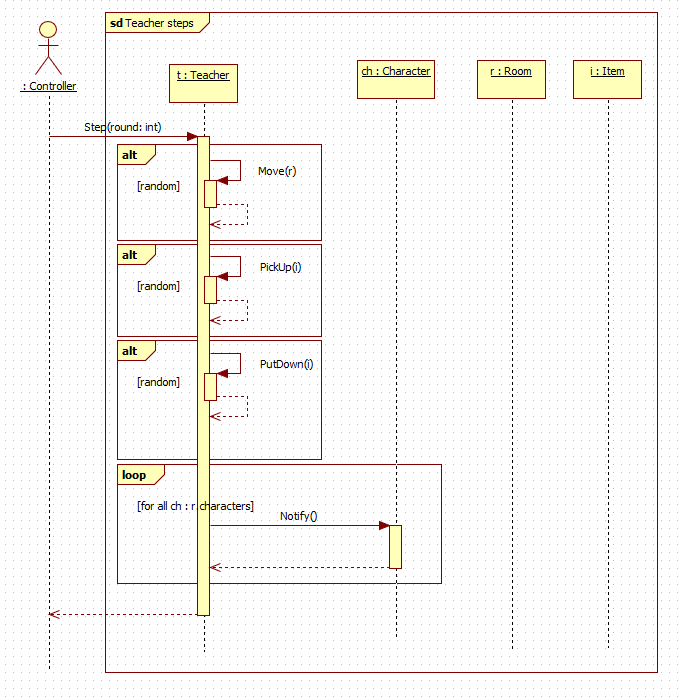 sd Teacher steps
: Controller
t : Teacher
ch : Character
r : Room
i : Item
Step(round: int)
alt
[random]
Move(r)
alt
[random]
PickUp(i)
alt
[random]
PutDown(i)
loop
[for all ch : r.characters]
Notify()